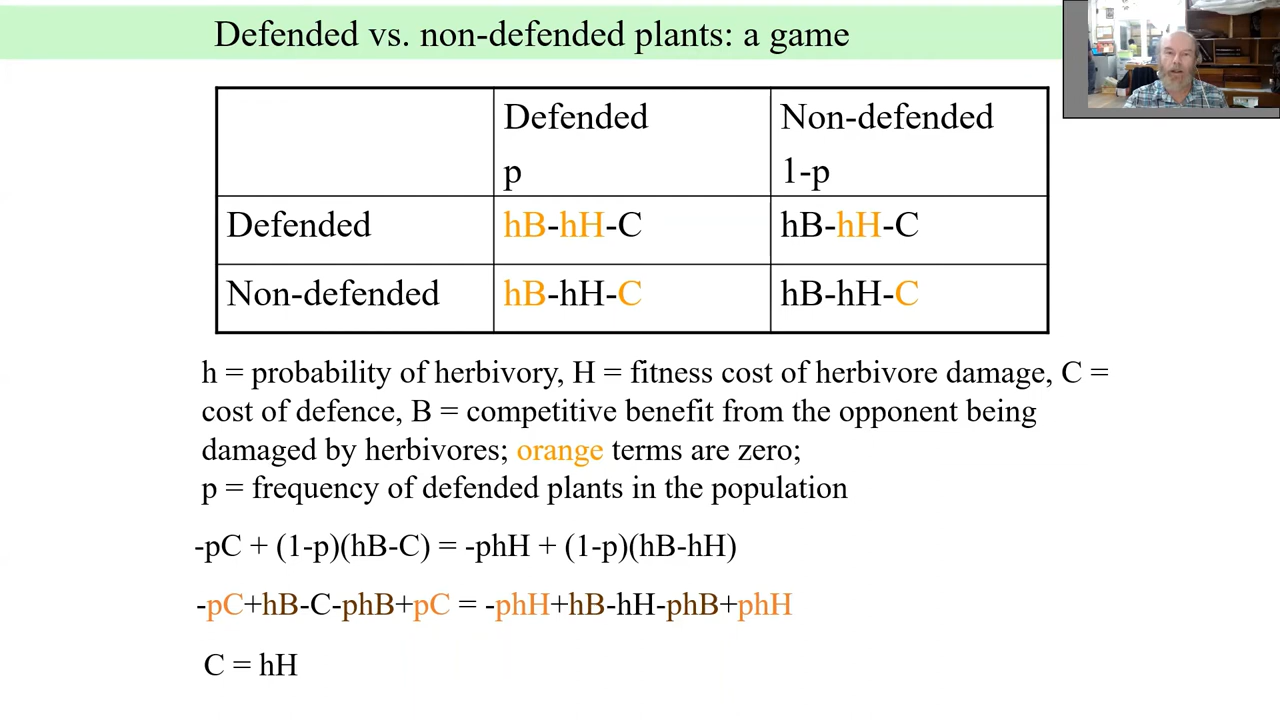 Defended vs. non-defended plants: a game
Defended Non-defended
p 1-p
Defended hB-hH-C hB-hH-C
Non-defended hB-hH-C hB-hH-C
h = probability of herbivory, H = fitness cost of herbivore damage, C =
cost of defence, B = competitive benefit from the opponent being
damaged by herbivores; orange terms are zero;
p = frequency of defended plants in the population
-pC + (1-p)(hB-C) = -phH + (1-p)(hB-hH)
-pC+hB-C-phB+pC = -phH+hB-hH-phB+phH
C = hH